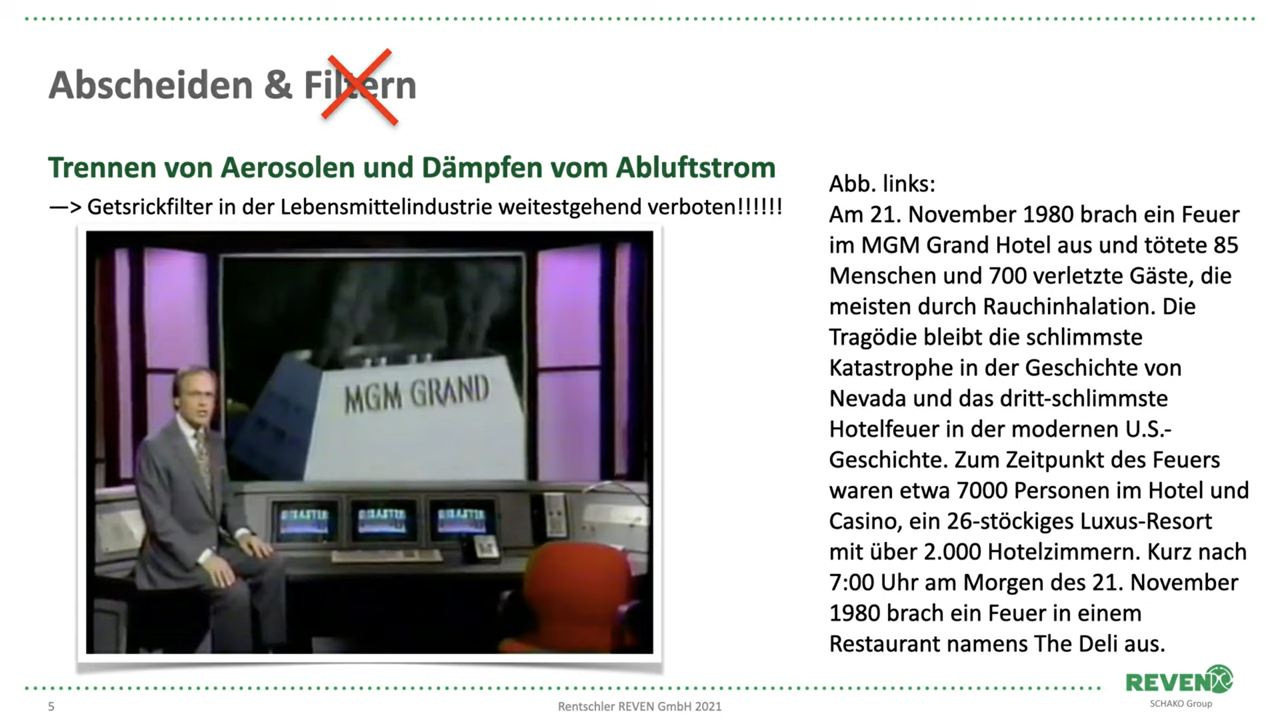 Abscheiden & Filtern
Trennen von Aerosolen und Dämpfen vom Abluftstrom
—> Getsrickfilter in der Lebensmittelindustrie weitestgehend verboten!!!!!!
MGM GRAND
DISASTER DISASTER DISASTER
Abb. links:
Am 21. November 1980 brach ein Feuer
im MGM Grand Hotel aus und tötete 85
Menschen und 700 verletzte Gäste, die
meisten durch Rauchinhalation. Die
Tragödie bleibt die schlimmste
Katastrophe in der Geschichte von
Nevada und das dritt-schlimmste
Hotelfeuer in der modernen U.S.-
Geschichte. Zum Zeitpunkt des Feuers
waren etwa 7000 Personen im Hotel und
Casino, ein 26-stöckiges Luxus-Resort
mit über 2.000 Hotelzimmern. Kurz nach
7:00 Uhr am Morgen des 21. November
1980 brach ein Feuer in einem
Restaurant namens The Deli aus.
REVEN
SCHAKO Group
5
Rentschler REVEN GmbH 2021